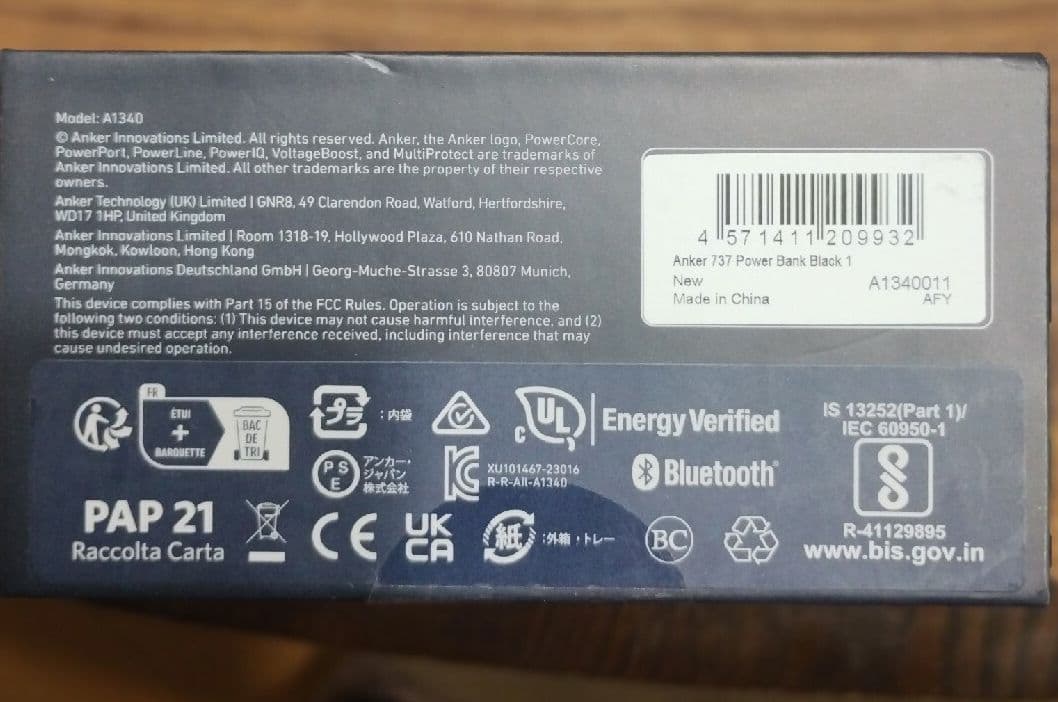 Model: A1340
© Anker Innovations Limited. All rights reserved. Anker, the Anker logo, PowerCore,
PowerPort, PowerLine, PowerIQ, VoltageBoost, and MultiProtect are trademarks of
Anker Innovations Limited. All other trademarks are the property of their respective
owners.
Anker Technology (UK) Limited | GNR8, 49 Clarendon Road, Watford, Hertfordshire,
WD17 1HP, United Kingdom
Anker Innovations Limited | Room 1318-19, Hollywood Plaza, 610 Nathan Road,
Mongkok, Kowloon, Hong Kong
Anker Innovations Deutschland GmbH | Georg-Muche-Strasse 3, 80807 Munich,
Germany
This device complies with Part 15 of the FCC Rules. Operation is subject to the
following two conditions: (1) This device may not cause harmful interference, and (2)
this device must accept any interference received, including interference that may
cause undesired operation.
4 571411 209932
Anker 737 Power Bank Black 1
New A1340011
Made in China AFY
FR
ÉTUI
+
BARQUETTE
BAC
DE
TRI
プラ :内袋
c UL Energy Verified
IS 13252(Part 1)/
IEC 60950-1
PSE
アンカー・
ジャパン
株式会社
XU101467-23016
R-R-All-A1340
Bluetooth®
PAP 21
Raccolta Carta
CE
UK
CA
紙 :外箱・トレー
BC
R-41129895
www.bis.gov.in